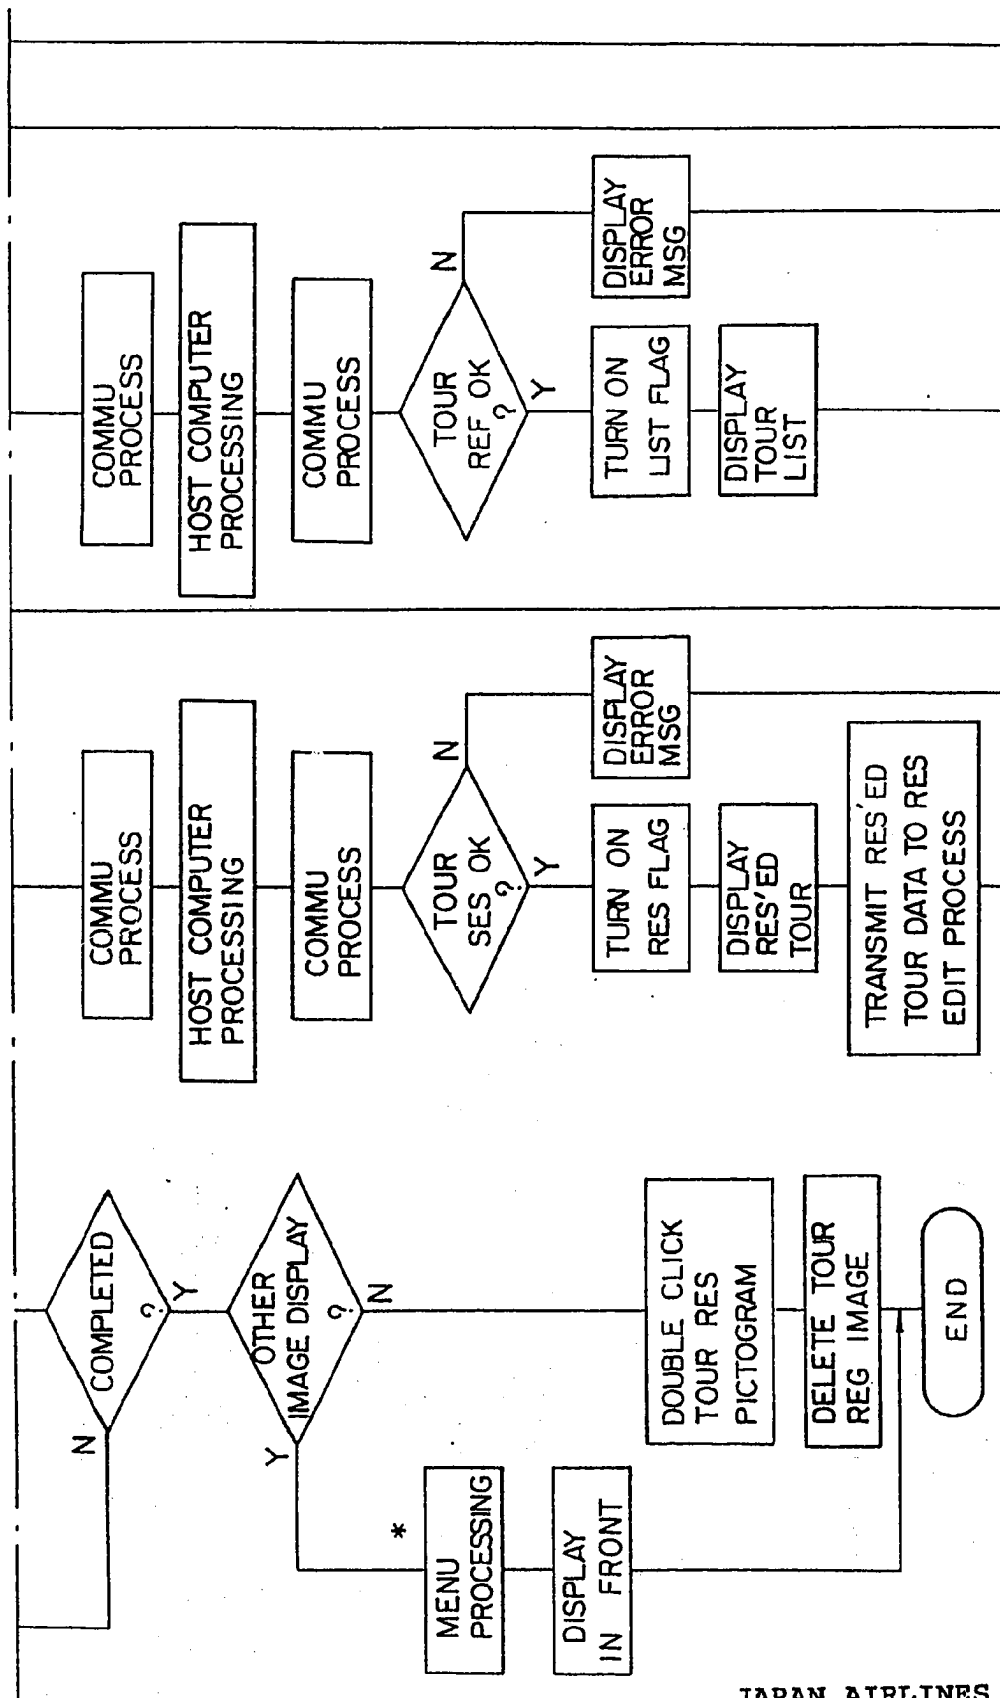 COMPLETED
?
N
Y
OTHER
IMAGE DISPLAY
?
Y
N
*
MENU
PROCESSING
DISPLAY
IN FRONT
DOUBLE CLICK
TOUR RES
PICTOGRAM
DELETE TOUR
REG IMAGE
END
COMMU
PROCESS
HOST COMPUTER
PROCESSING
COMMU
PROCESS
TOUR
SES OK
?
N
Y
DISPLAY
ERROR
MSG
TURN ON
RES FLAG
DISPLAY
RES'ED
TOUR
TRANSMIT RES'ED
TOUR DATA TO RES
EDIT PROCESS
COMMU
PROCESS
HOST COMPUTER
PROCESSING
COMMU
PROCESS
TOUR
REF OK
?
N
Y
DISPLAY
ERROR
MSG
TURN ON
LIST FLAG
DISPLAY
TOUR
LIST
JAPAN AIRLINES